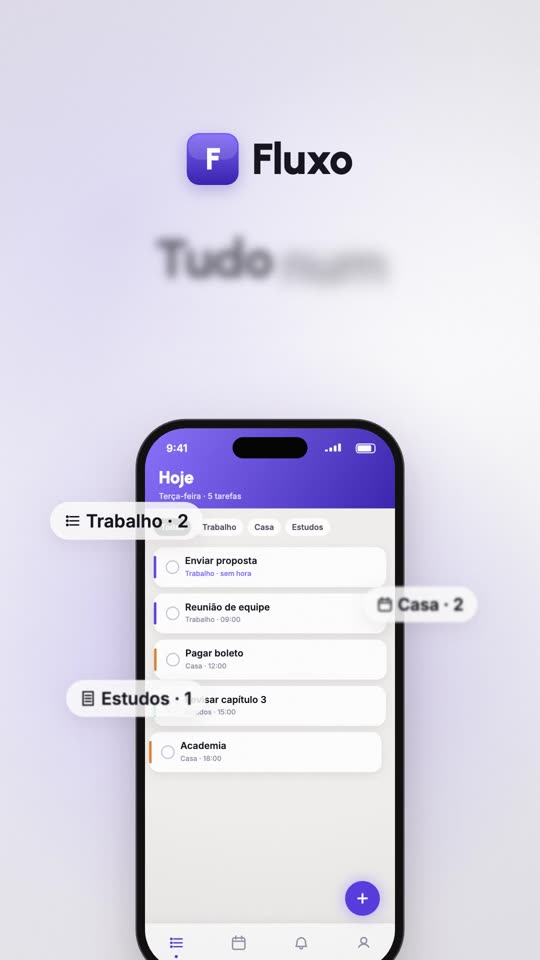 F Fluxo
Tudo num
9:41
Hoje
Terça-feira · 5 tarefas
Trabalho · 2
Trabalho
Casa
Estudos
Enviar proposta
Trabalho · sem hora
Reunião de equipe
Trabalho · 09:00
Casa · 2
Pagar boleto
Casa · 12:00
Estudos · 1
capítulo 3
15:00
Academia
Casa · 18:00